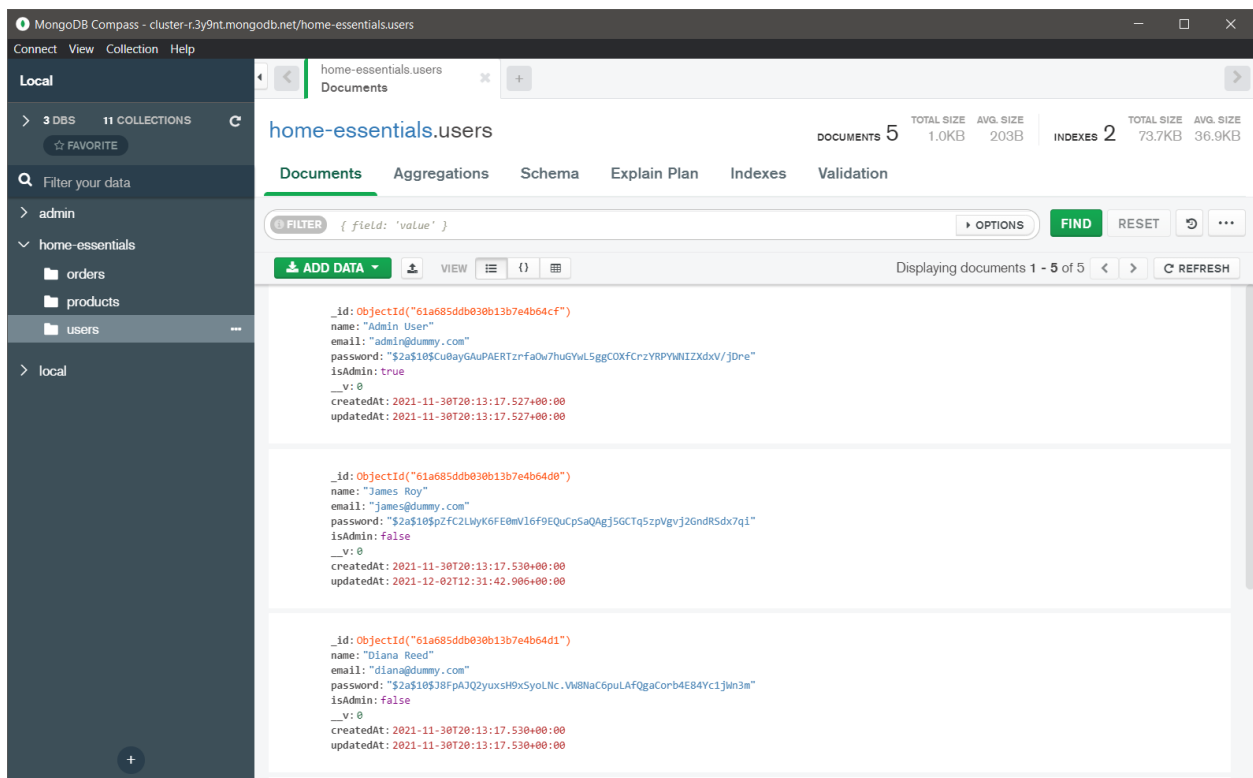 MongoDB Compass - cluster-r.3y9nt.mongodb.net/home-essentials.users
Connect View Collection Help
Local
3 DBS 11 COLLECTIONS
☆ FAVORITE
Filter your data
admin
home-essentials
orders
products
users
local
home-essentials.users
Documents
home-essentials.users
DOCUMENTS 5 TOTAL SIZE 1.0KB AVG. SIZE 203B INDEXES 2 TOTAL SIZE 73.7KB AVG. SIZE 36.9KB
Documents Aggregations Schema Explain Plan Indexes Validation
FILTER { field: 'value' } OPTIONS FIND RESET
ADD DATA VIEW {} Displaying documents 1 - 5 of 5 < > REFRESH
_id:ObjectId("61a685ddb030b13b7e4b64cf")
name:"Admin User"
email:"admin@dummy.com"
password:"$2a$10$Cu0ayGAuPAERTzrfaOw7huGYwL5ggCOXfCrzYRPYWNIZXdxV/jDre"
isAdmin:true
__v:0
createdAt:2021-11-30T20:13:17.527+00:00
updatedAt:2021-11-30T20:13:17.527+00:00
_id:ObjectId("61a685ddb030b13b7e4b64d0")
name:"James Roy"
email:"james@dummy.com"
password:"$2a$10$pZfC2LWyK6FE0mVl6f9EQuCpSaQAgj5GCTq5zpVgvj2GndRSdx7qi"
isAdmin:false
__v:0
createdAt:2021-11-30T20:13:17.530+00:00
updatedAt:2021-12-02T12:31:42.906+00:00
_id:ObjectId("61a685ddb030b13b7e4b64d1")
name:"Diana Reed"
email:"diana@dummy.com"
password:"$2a$10$J8FpAJQ2yuxsH9xSyoLNc.VW8NaC6puLAfQgaCorb4E84Yc1jWn3m"
isAdmin:false
__v:0
createdAt:2021-11-30T20:13:17.530+00:00
updatedAt:2021-11-30T20:13:17.530+00:00